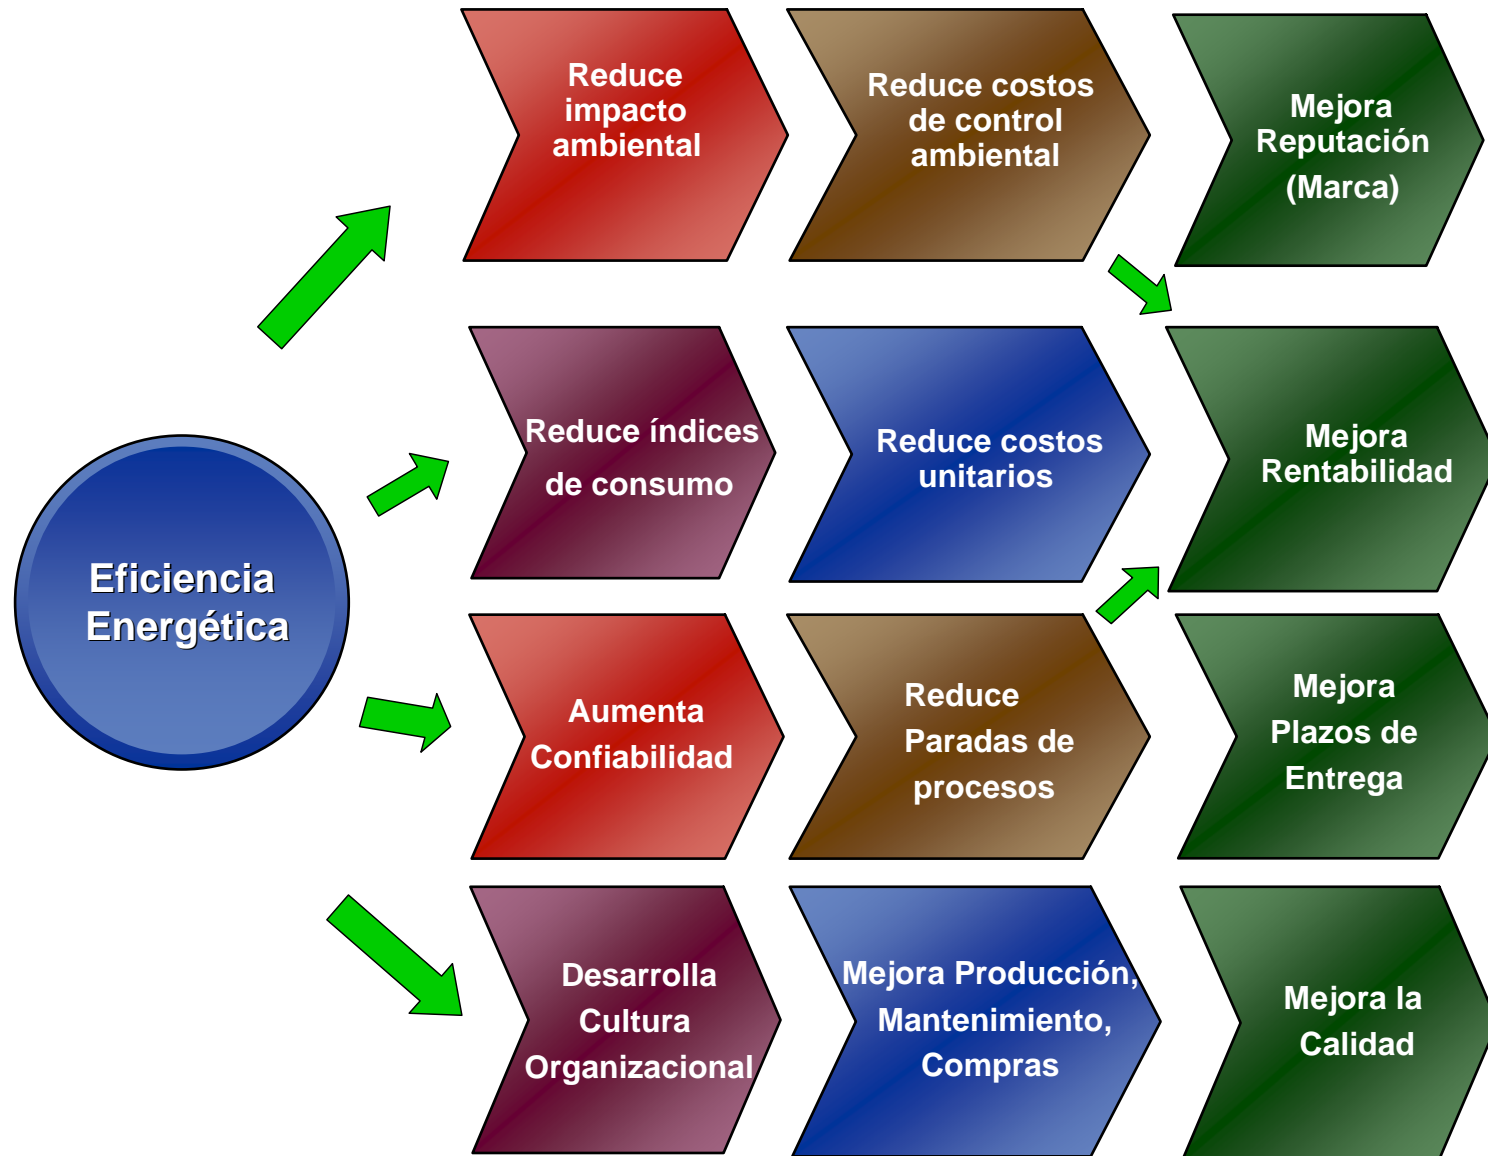 Reduce
impacto
ambiental
Reduce costos
de control
ambiental
Mejora
Reputación
(Marca)
Reduce índices
de consumo
Reduce costos
unitarios
Mejora
Rentabilidad
Eficiencia
Energética
Aumenta
Confiabilidad
Reduce
Paradas de
procesos
Mejora
Plazos de
Entrega
Desarrolla
Cultura
Organizacional
Mejora Producción,
Mantenimiento,
Compras
Mejora la
Calidad